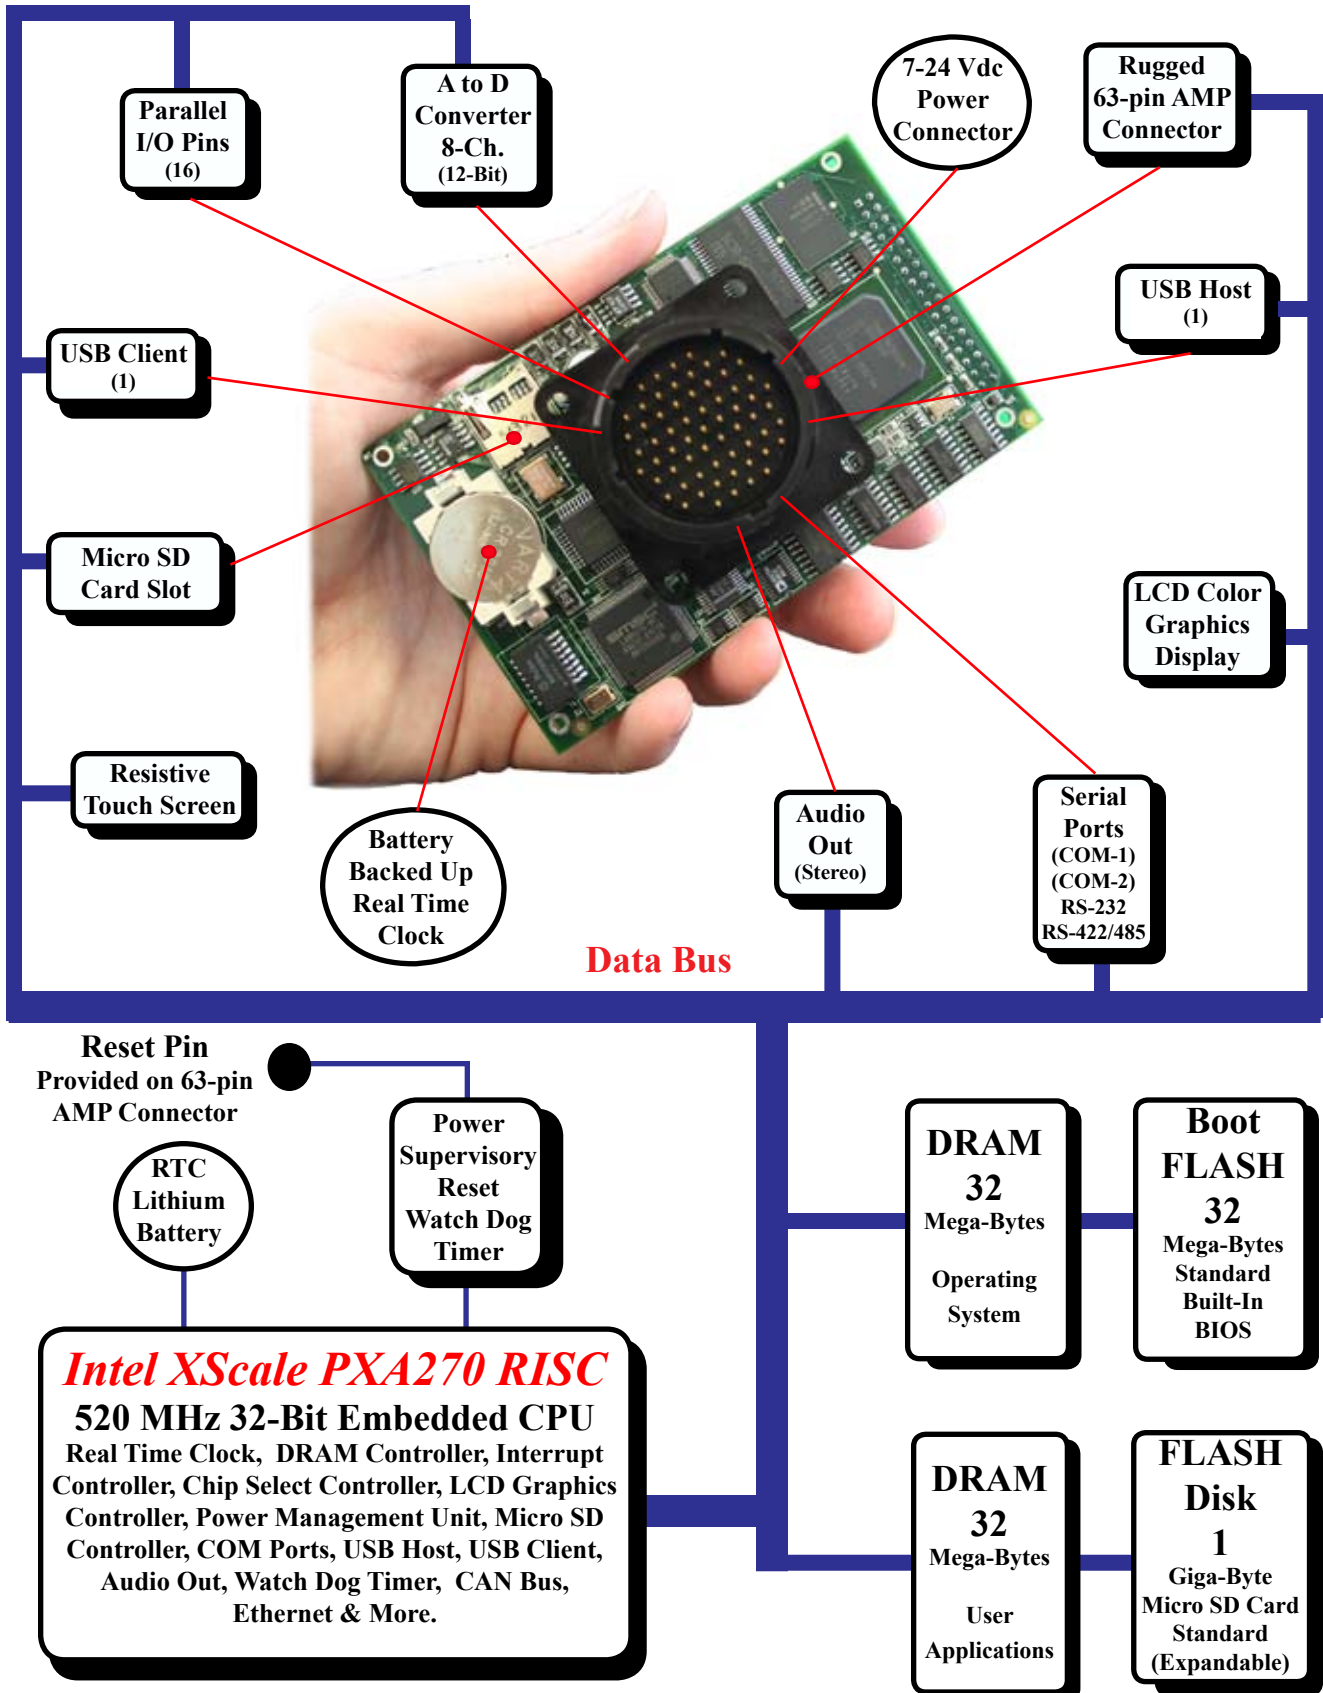 Parallel
I/O Pins
(16)
A to D
Converter
8-Ch.
(12-Bit)
7-24 Vdc
Power
Connector
Rugged
63-pin AMP
Connector
USB Host
(1)
USB Client
(1)
Micro SD
Card Slot
LCD Color
Graphics
Display
Resistive
Touch Screen
Battery
Backed Up
Real Time
Clock
Audio
Out
(Stereo)
Serial
Ports
(COM-1)
(COM-2)
RS-232
RS-422/485
Data Bus
Reset Pin
Provided on 63-pin
AMP Connector
RTC
Lithium
Battery
Power
Supervisory
Reset
Watch Dog
Timer
DRAM
32
Mega-Bytes
Operating
System
Boot
FLASH
32
Mega-Bytes
Standard
Built-In
BIOS
Intel XScale PXA270 RISC
520 MHz 32-Bit Embedded CPU
Real Time Clock, DRAM Controller, Interrupt
Controller, Chip Select Controller, LCD Graphics
Controller, Power Management Unit, Micro SD
Controller, COM Ports, USB Host, USB Client,
Audio Out, Watch Dog Timer, CAN Bus,
Ethernet & More.
DRAM
32
Mega-Bytes
User
Applications
FLASH
Disk
1
Giga-Byte
Micro SD Card
Standard
(Expandable)